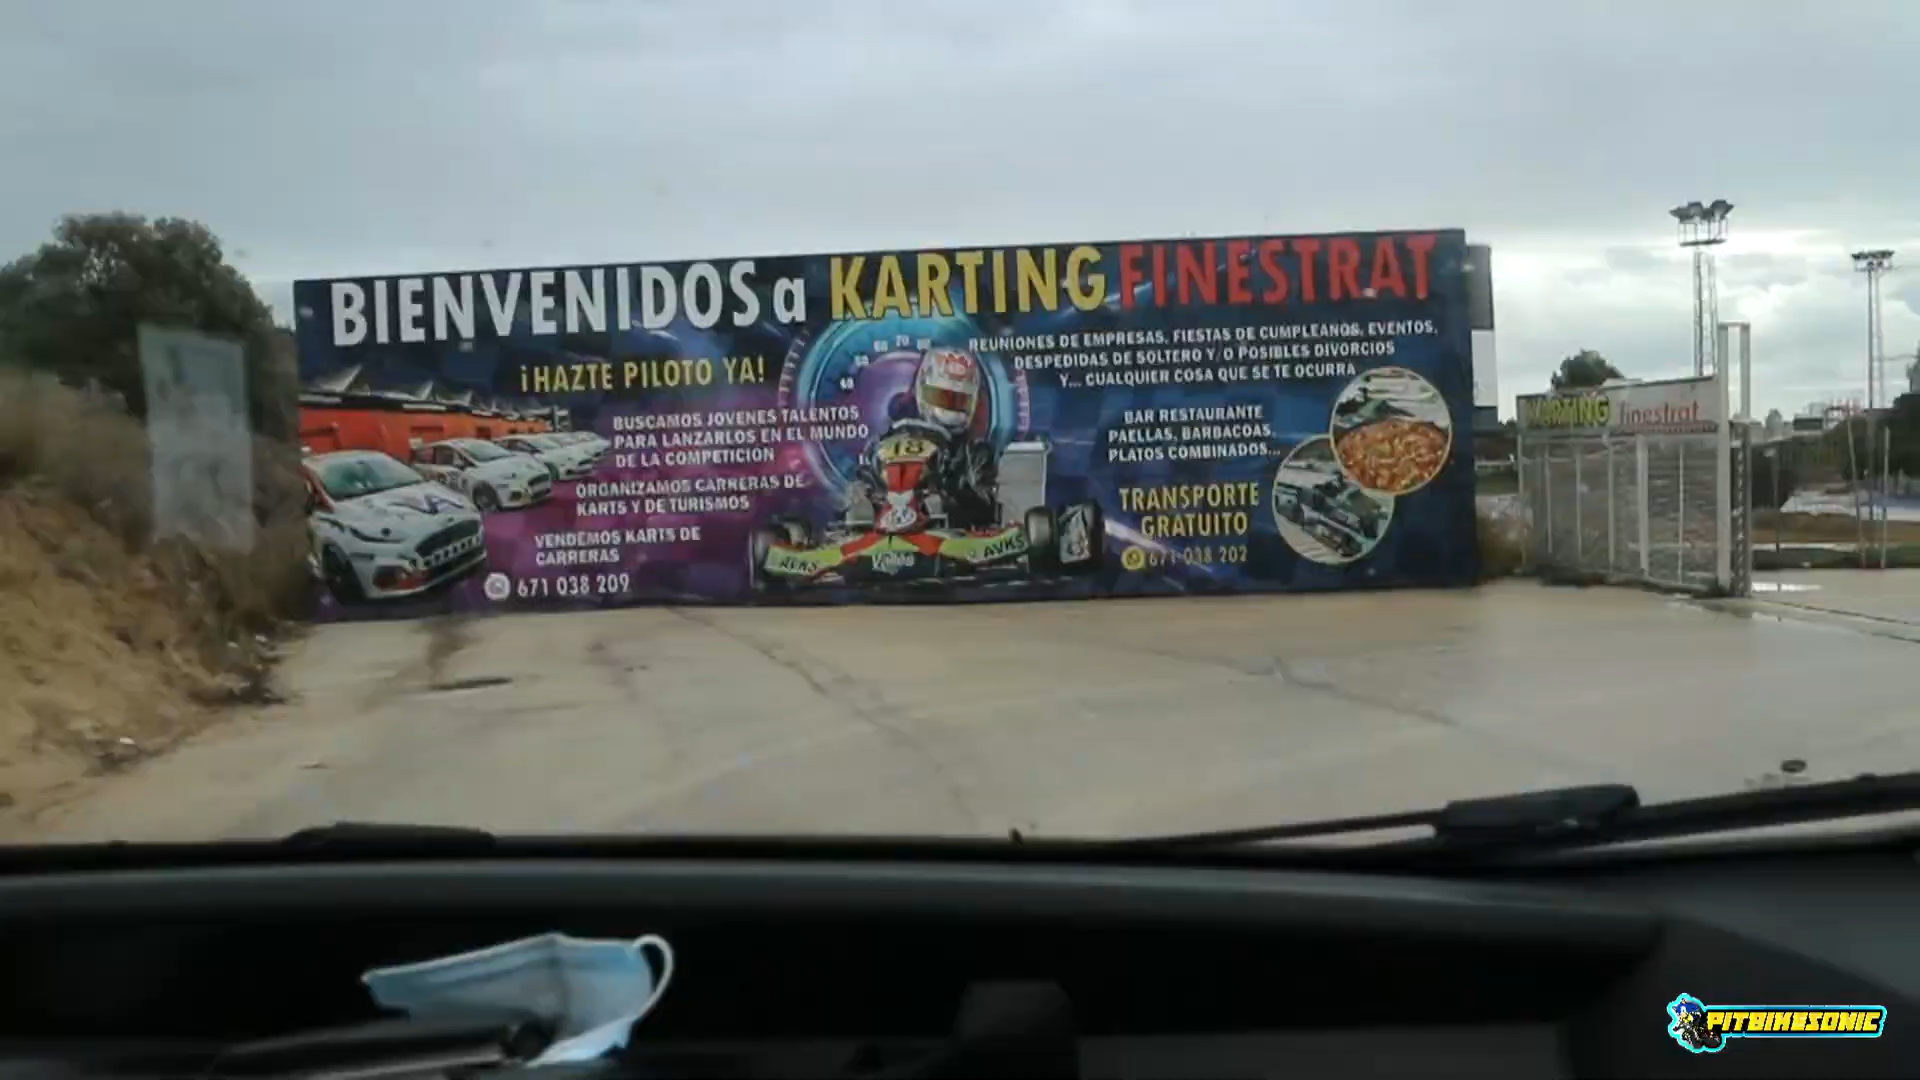 BIENVENIDOS a KARTING FINESTRAT
¡HAZTE PILOTO YA!
BUSCAMOS JOVENES TALENTOS
PARA LANZARLOS EN EL MUNDO
DE LA COMPETICION
ORGANIZAMOS CARRERAS DE
KARTS Y DE TURISMOS
VENDEMOS KARTS DE
CARRERAS
671 038 209
REUNIONES DE EMPRESAS, FIESTAS DE CUMPLEAÑOS, EVENTOS,
DESPEDIDAS DE SOLTERO Y/O POSIBLES DIVORCIOS
Y... CUALQUIER COSA QUE SE TE OCURRA
BAR RESTAURANTE
PAELLAS, BARBACOAS,
PLATOS COMBINADOS...
TRANSPORTE
GRATUITO
671 038 202
70
18
AVKS
KARTING finestrat
PITBIKESONIC